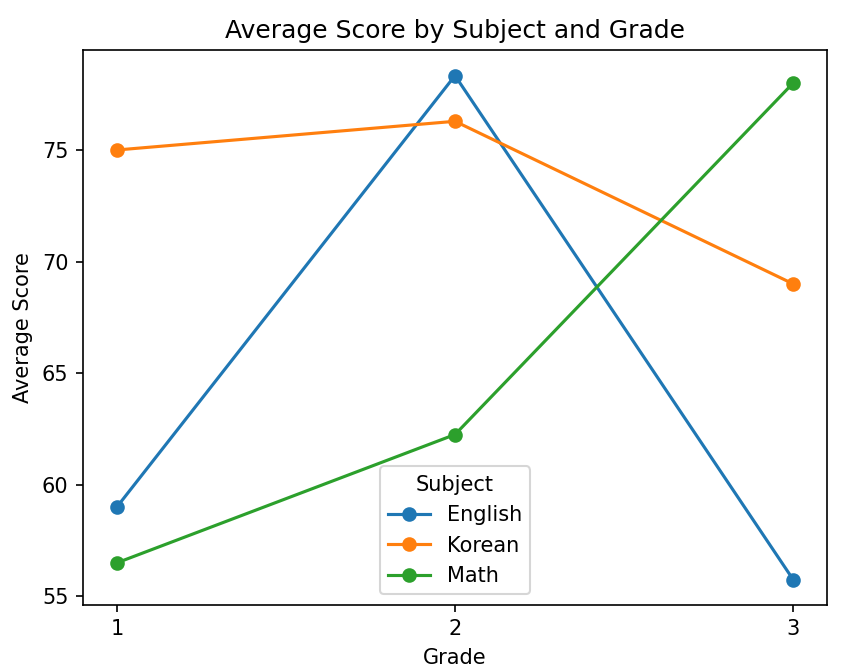 Average Score by Subject and Grade
Average Score
75
70
65
60
55
Subject
English
Korean
Math
1 2 3
Grade